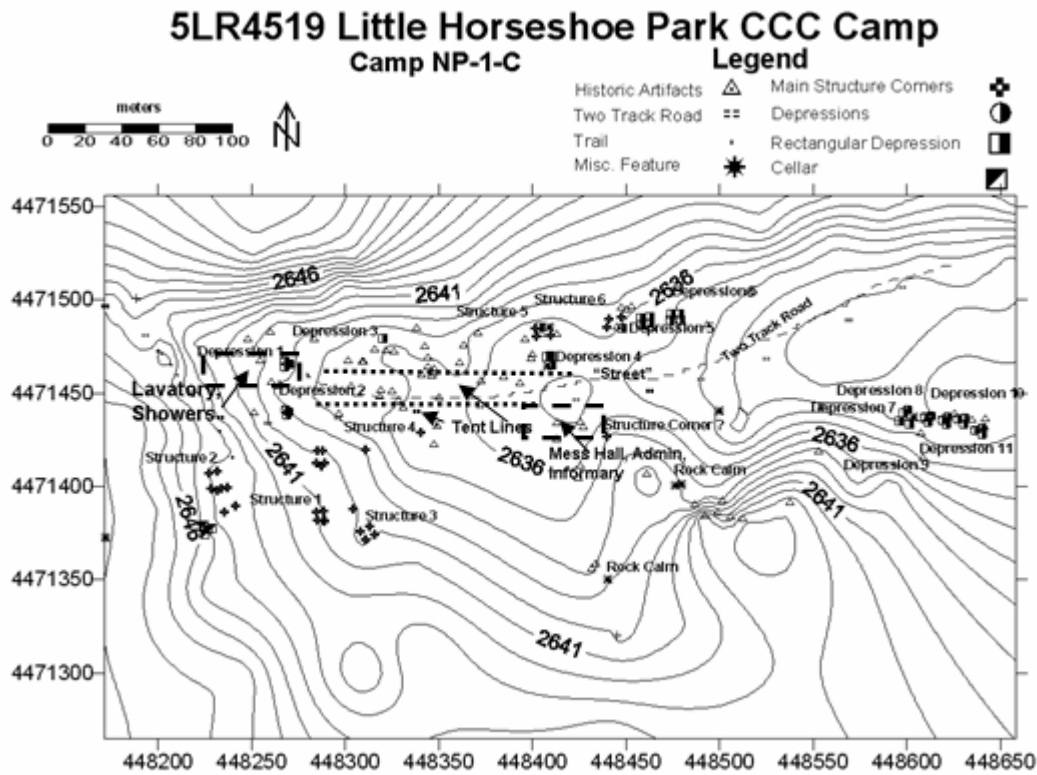 5LR4519 Little Horseshoe Park CCC Camp
Camp NP-1-C
Legend
meters
0 20 40 60 80 100
N
Historic Artifacts
Main Structure Corners
Two Track Road
Depressions
Trail
Rectangular Depression
Misc. Feature
Cellar
4471550
4471500
4471450
4471400
4471350
4471300
2646
2641
2636
Depression 6
Structure 6
Structure 5
Depression 5
Depression 3
Two Track Road
Depression 1
Depression 4
"Street"
Lavatory,
Showers
Depression 2
Depression 8
Depression 10
Depression 7
Structure 4
Tent Lines
Structure Corner ?
2636
2636
Depression 11
Mess Hall, Admin,
Informary
Structure 2
2641
Rock Cairn
Depression 9
2646
Structure 1
Structure 3
2641
Rock Cairn
2641
448200 448250 448300 448350 448400 448450 448500 448550 448600 448650